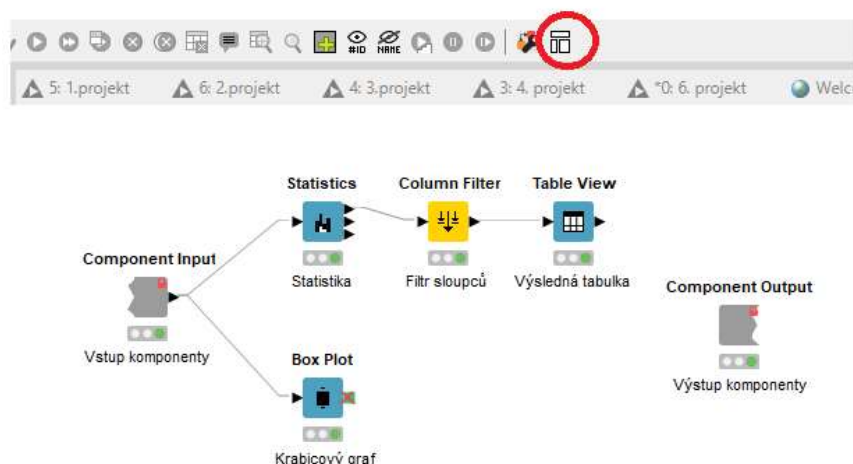 #ID NAME
5: 1.projekt 6: 2.projekt 4: 3.projekt 3: 4. projekt *0: 6. projekt Welc
Statistics Column Filter Table View
Statistika Filtr sloupců Výsledná tabulka
Component Input
Vstup komponenty
Component Output
Výstup komponenty
Box Plot
Krabicový graf